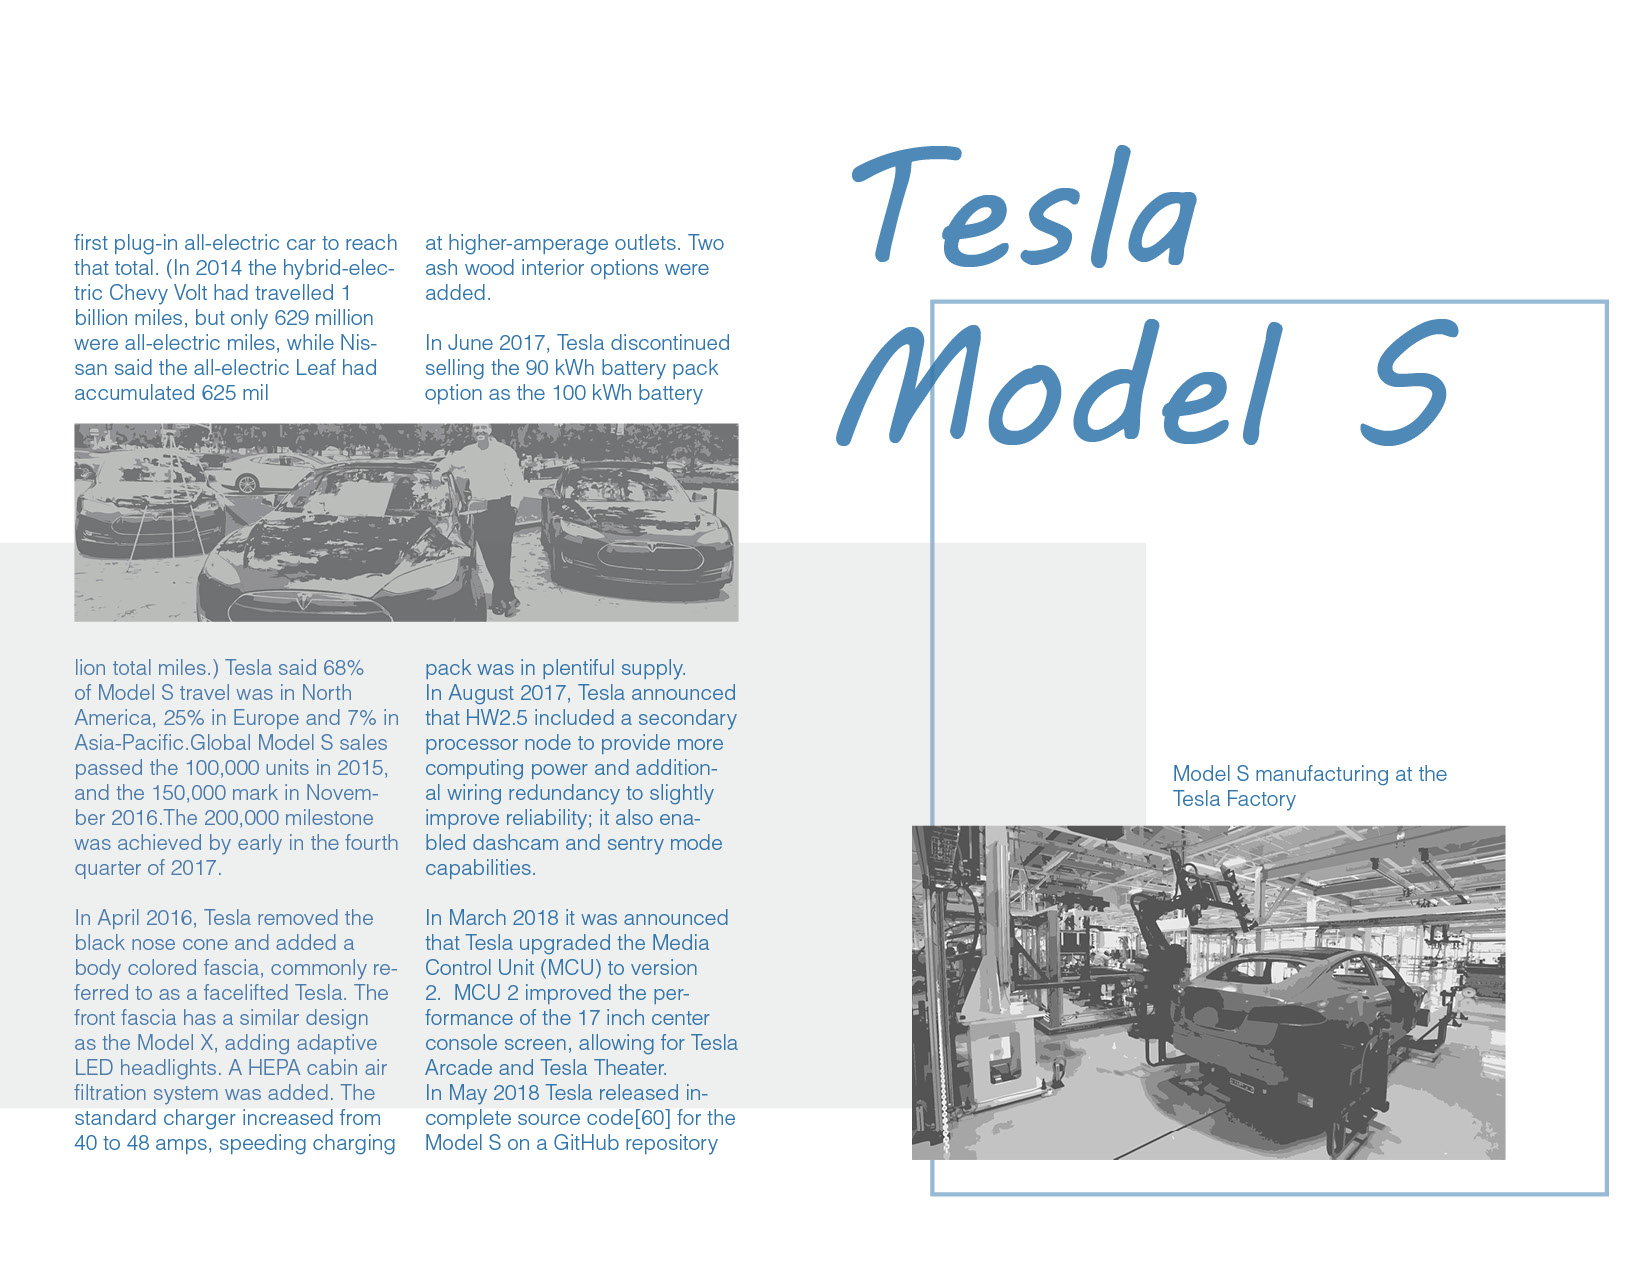 first plug-in all-electric car to reach
that total. (In 2014 the hybrid-elec-
tric Chevy Volt had travelled 1
billion miles, but only 629 million
were all-electric miles, while Nis-
san said the all-electric Leaf had
accumulated 625 mil
lion total miles.) Tesla said 68%
of Model S travel was in North
America, 25% in Europe and 7% in
Asia-Pacific.Global Model S sales
passed the 100,000 units in 2015,
and the 150,000 mark in Novem-
ber 2016.The 200,000 milestone
was achieved by early in the fourth
quarter of 2017.
In April 2016, Tesla removed the
black nose cone and added a
body colored fascia, commonly re-
ferred to as a facelifted Tesla. The
front fascia has a similar design
as the Model X, adding adaptive
LED headlights. A HEPA cabin air
filtration system was added. The
standard charger increased from
40 to 48 amps, speeding charging
at higher-amperage outlets. Two
ash wood interior options were
added.
In June 2017, Tesla discontinued
selling the 90 kWh battery pack
option as the 100 kWh battery
pack was in plentiful supply.
In August 2017, Tesla announced
that HW2.5 included a secondary
processor node to provide more
computing power and addition-
al wiring redundancy to slightly
improve reliability; it also ena-
bled dashcam and sentry mode
capabilities.
In March 2018 it was announced
that Tesla upgraded the Media
Control Unit (MCU) to version
2.  MCU 2 improved the per-
formance of the 17 inch center
console screen, allowing for Tesla
Arcade and Tesla Theater.
In May 2018 Tesla released in-
complete source code[60] for the
Model S on a GitHub repository
Tesla
Model S
Model S manufacturing at the
Tesla Factory